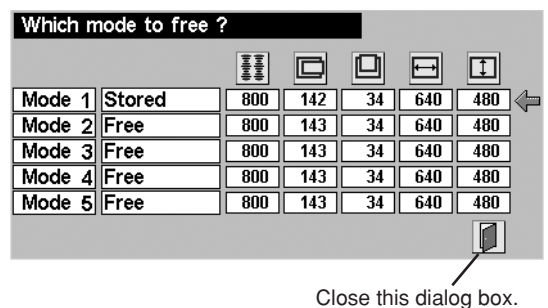 Which mode to free ?
Mode 1 Stored 800 142 34 640 480
Mode 2 Free 800 143 34 640 480
Mode 3 Free 800 143 34 640 480
Mode 4 Free 800 143 34 640 480
Mode 5 Free 800 143 34 640 480
Close this dialog box.